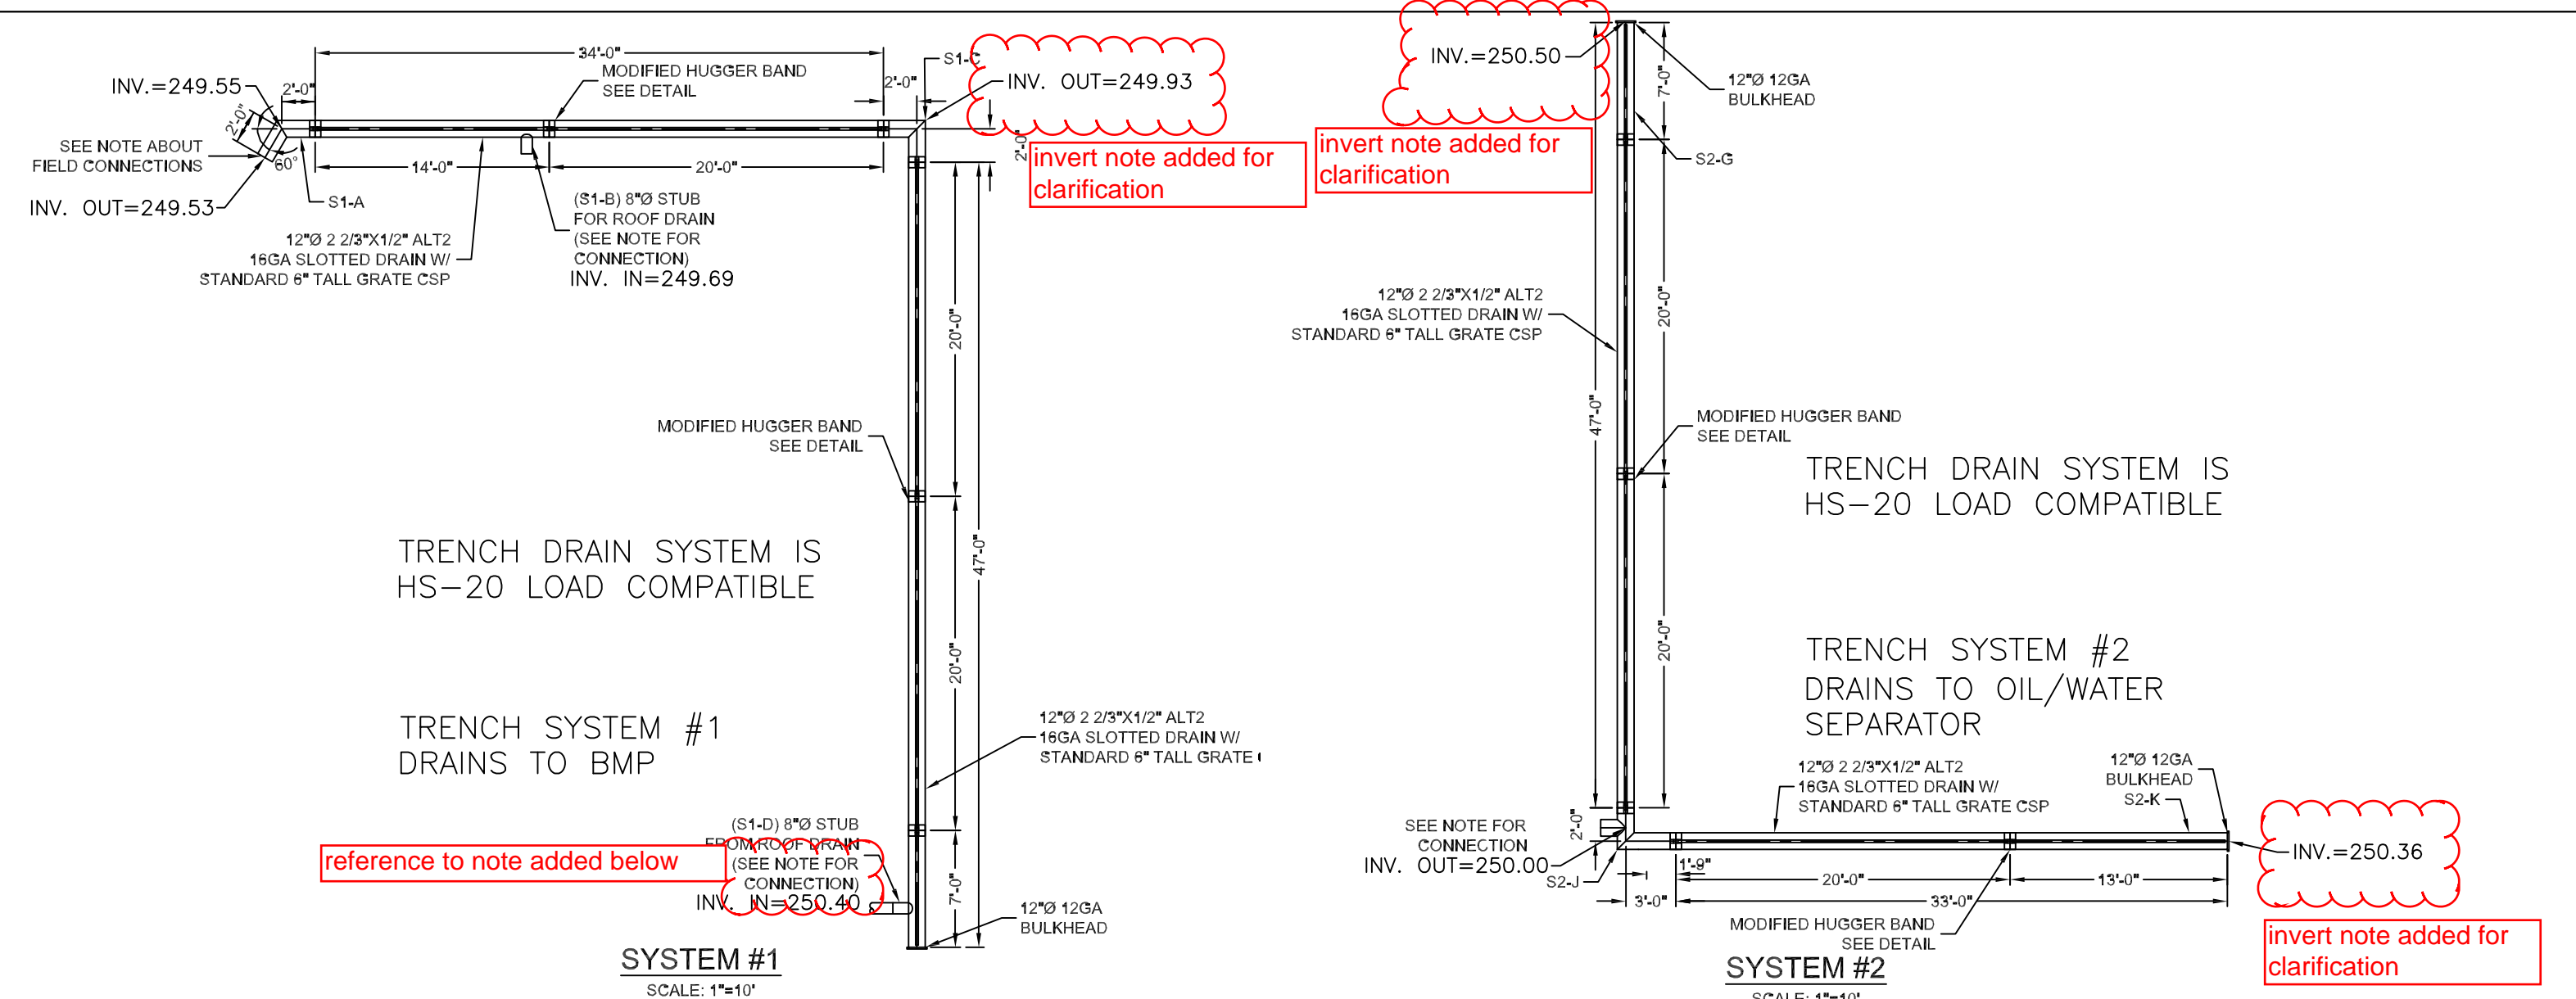 34'-0"
MODIFIED HUGGER BAND
SEE DETAIL
INV.=249.55
2'-0"
2'-0"
SEE NOTE ABOUT
FIELD CONNECTIONS
60°
INV. OUT=249.53
S1-A
14'-0"
20'-0"
2'-0"
S1-C
INV. OUT=249.93
2'-0"
invert note added for
clarification
12"Ø 2 2/3"X1/2" ALT2
16GA SLOTTED DRAIN W/
STANDARD 6" TALL GRATE CSP
(S1-B) 8"Ø STUB
FOR ROOF DRAIN
(SEE NOTE FOR
CONNECTION)
INV. IN=249.69
20'-0"
MODIFIED HUGGER BAND
SEE DETAIL
47'-0"
TRENCH DRAIN SYSTEM IS
HS-20 LOAD COMPATIBLE
20'-0"
TRENCH SYSTEM #1
DRAINS TO BMP
12"Ø 2 2/3"X1/2" ALT2
16GA SLOTTED DRAIN W/
STANDARD 6" TALL GRATE
(S1-D) 8"Ø STUB
FROM ROOF DRAIN
(SEE NOTE FOR
CONNECTION)
INV. IN=250.40
reference to note added below
7'-0"
12"Ø 12GA
BULKHEAD
SYSTEM #1
SCALE: 1"=10'
INV.=250.50
invert note added for
clarification
7'-0"
12"Ø 12GA
BULKHEAD
S2-G
12"Ø 2 2/3"X1/2" ALT2
16GA SLOTTED DRAIN W/
STANDARD 6" TALL GRATE CSP
20'-0"
47'-0"
MODIFIED HUGGER BAND
SEE DETAIL
TRENCH DRAIN SYSTEM IS
HS-20 LOAD COMPATIBLE
20'-0"
TRENCH SYSTEM #2
DRAINS TO OIL/WATER
SEPARATOR
12"Ø 2 2/3"X1/2" ALT2
16GA SLOTTED DRAIN W/
STANDARD 6" TALL GRATE CSP
12"Ø 12GA
BULKHEAD
S2-K
SEE NOTE FOR
CONNECTION
INV. OUT=250.00
2'-0"
S2-J
1'-9"
20'-0"
13'-0"
3'-0"
33'-0"
INV.=250.36
MODIFIED HUGGER BAND
SEE DETAIL
invert note added for
clarification
SYSTEM #2
SCALE: 1"=10'